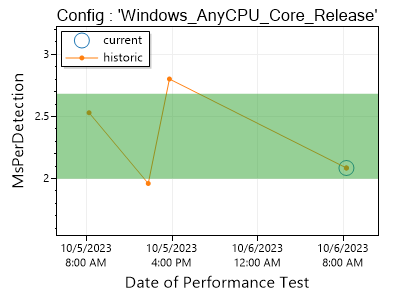 Config : 'Windows_AnyCPU_Core_Release'
current
historic
3
2.5
2
MsPerDetection
10/5/2023 10/5/2023 10/6/2023 10/6/2023
8:00 AM 4:00 PM 12:00 AM 8:00 AM
Date of Performance Test